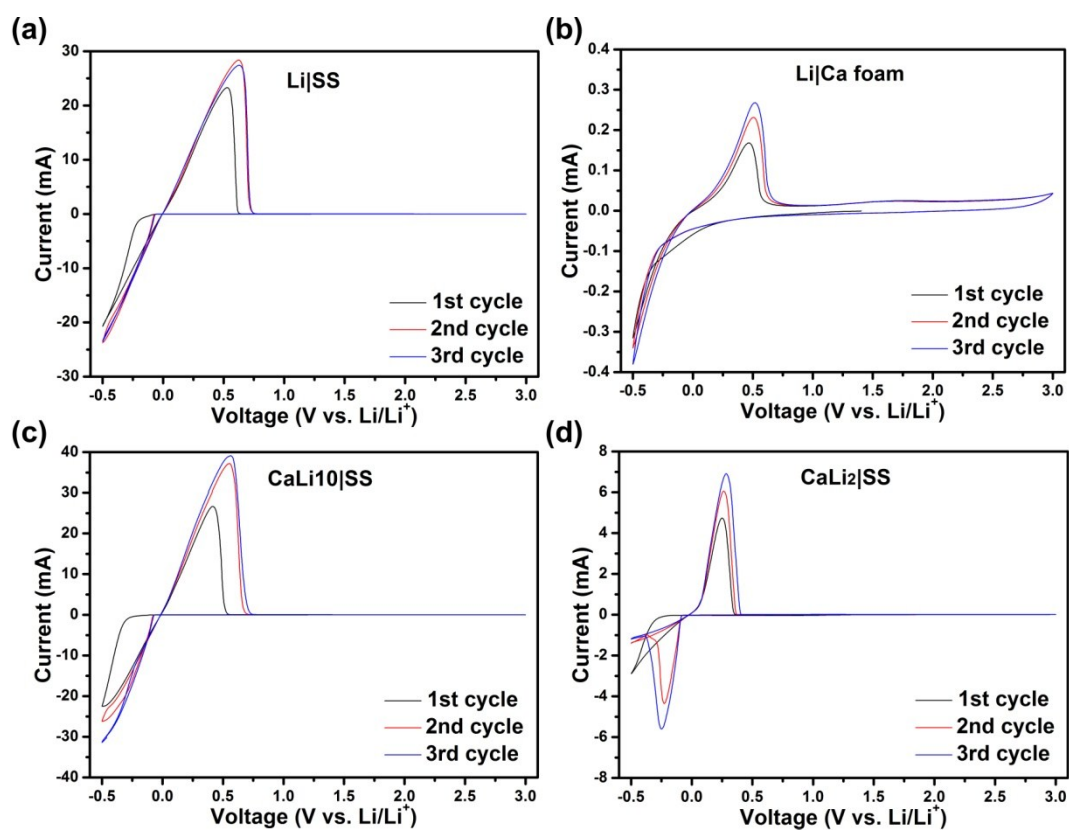 (a)
Li|SS
Current (mA)
30
20
10
0
-10
-20
-30
1st cycle
2nd cycle
3rd cycle
-0.5 0.0 0.5 1.0 1.5 2.0 2.5 3.0
Voltage (V vs. Li/Li⁺)
(b)
Li|Ca foam
Current (mA)
0.4
0.3
0.2
0.1
0.0
-0.1
-0.2
-0.3
-0.4
1st cycle
2nd cycle
3rd cycle
-0.5 0.0 0.5 1.0 1.5 2.0 2.5 3.0
Voltage (V vs. Li/Li⁺)
(c)
CaLi10|SS
Current (mA)
40
30
20
10
0
-10
-20
-30
-40
1st cycle
2nd cycle
3rd cycle
-0.5 0.0 0.5 1.0 1.5 2.0 2.5 3.0
Voltage (V vs. Li/Li⁺)
(d)
CaLi₂|SS
Current (mA)
8
6
4
2
0
-2
-4
-6
-8
1st cycle
2nd cycle
3rd cycle
-0.5 0.0 0.5 1.0 1.5 2.0 2.5 3.0
Voltage (V vs. Li/Li⁺)